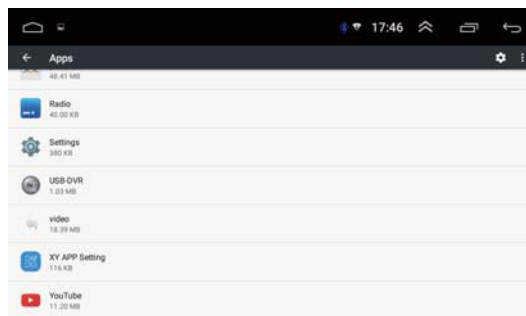 17:46
Apps
48.41 MB
Radio
40.00 KB
Settings
380 KB
USB-DVR
1.03 MB
video
18.39 MB
XY APP Setting
116 KB
YouTube
11.20 MB